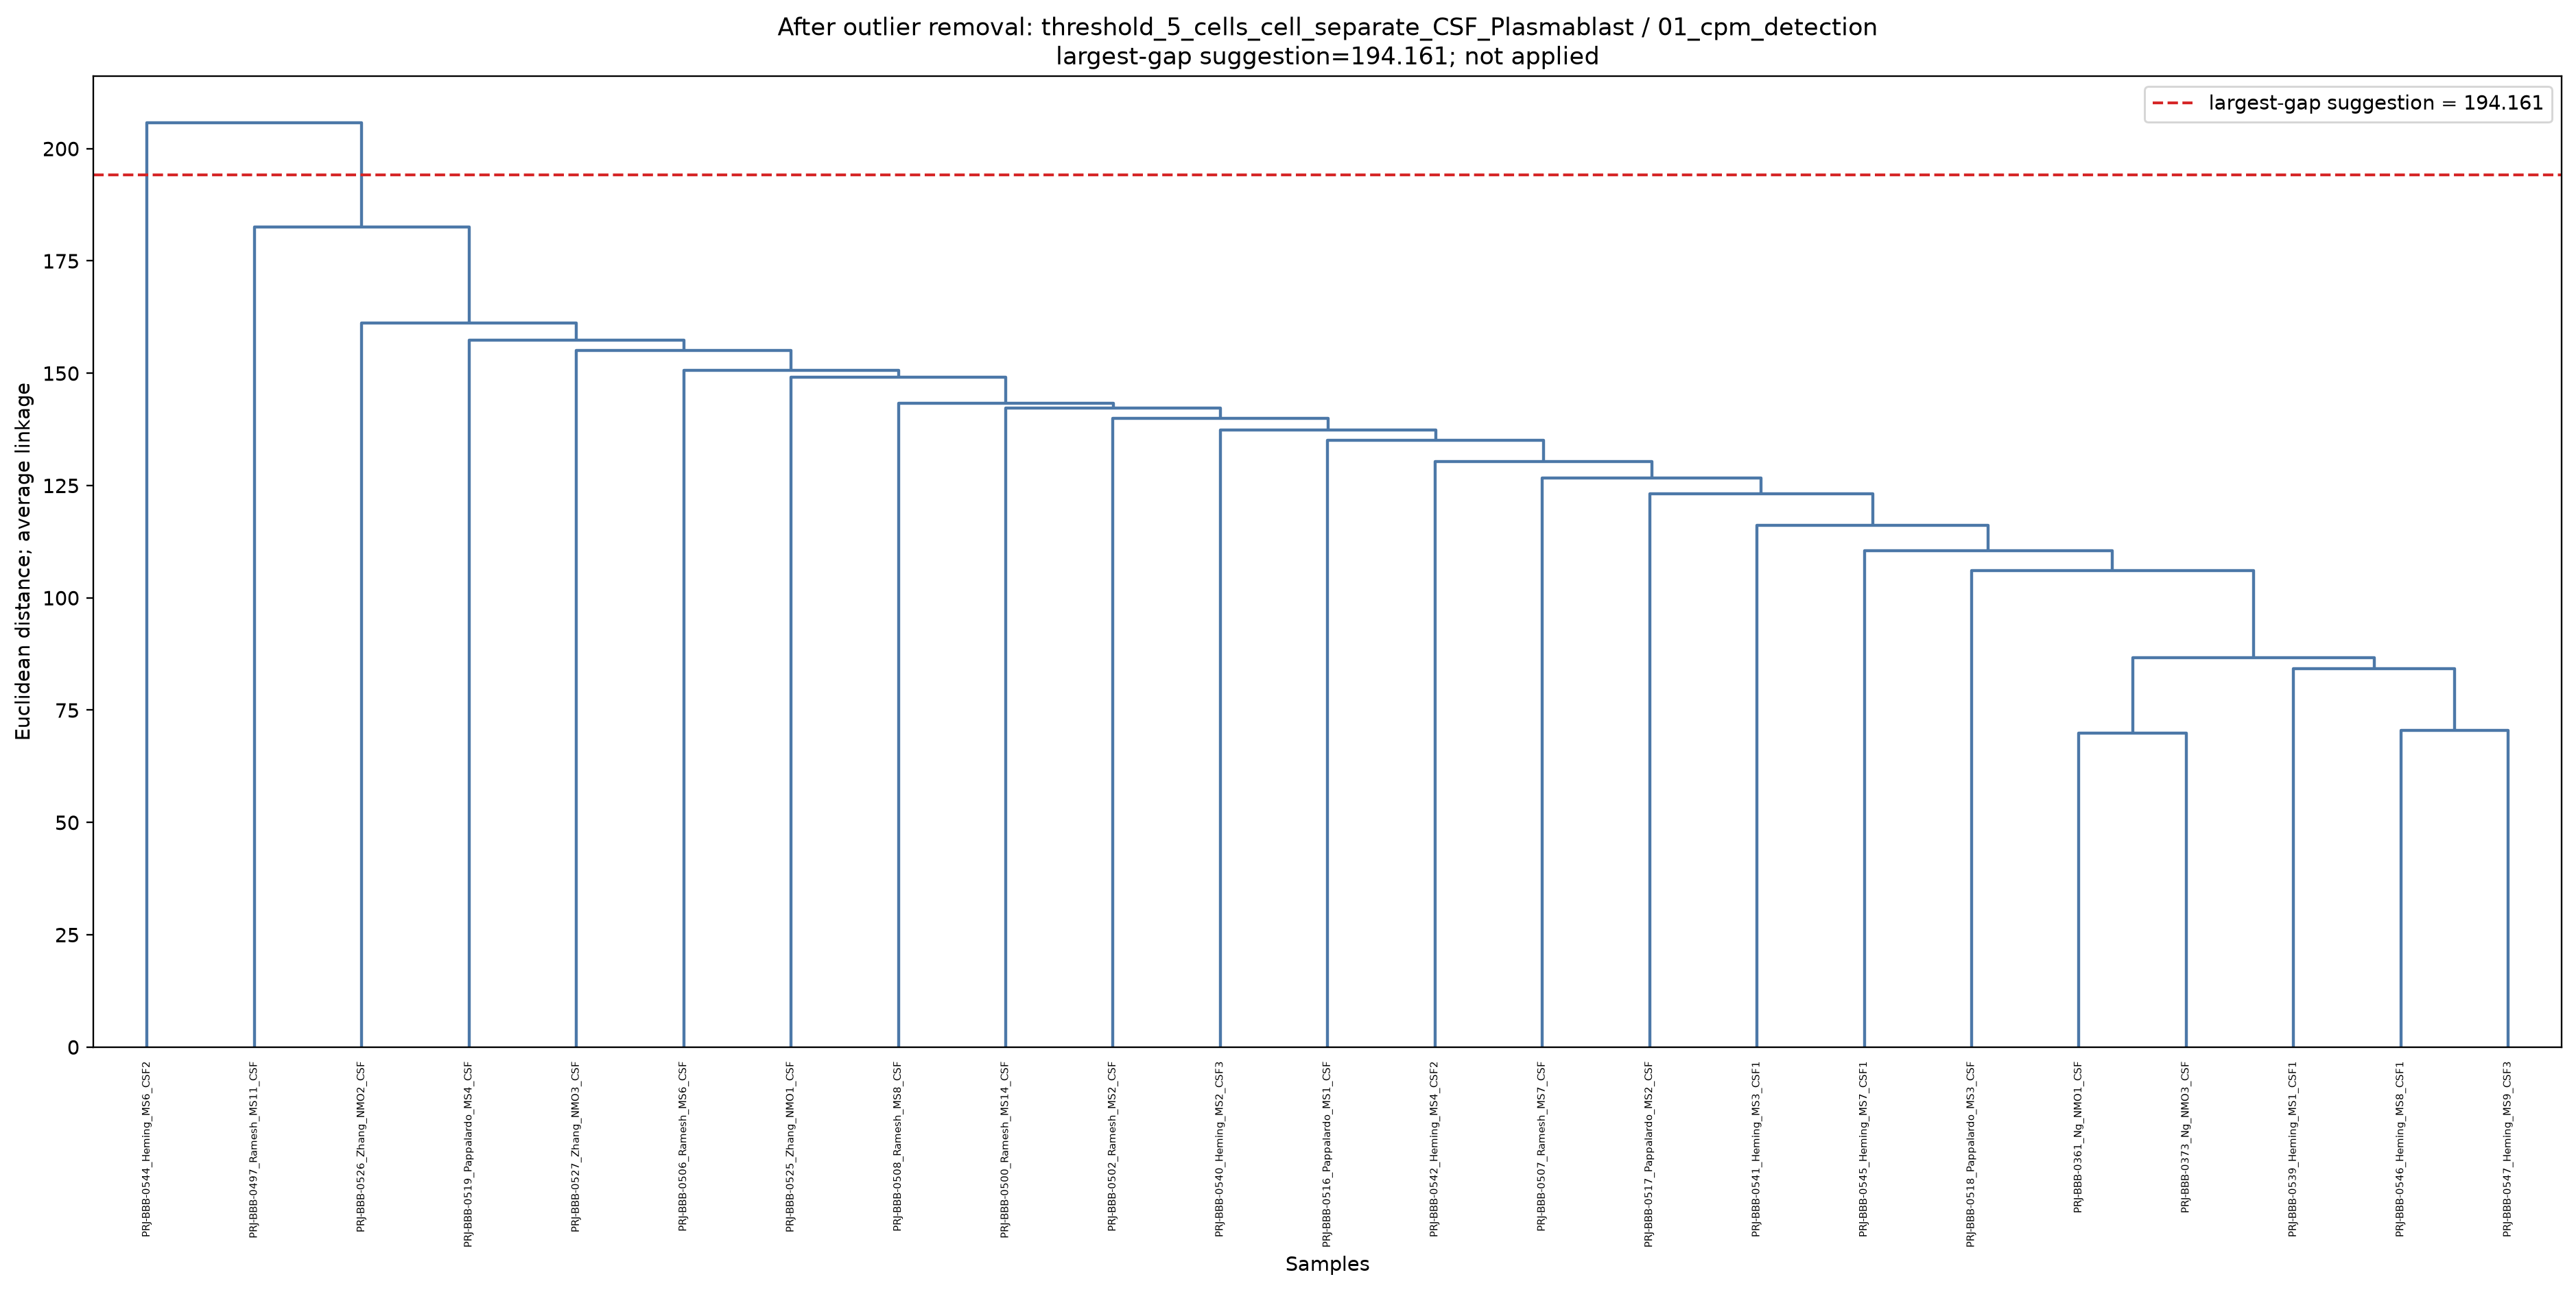 After outlier removal: threshold_5_cells_cell_separate_CSF_Plasmablast / 01_cpm_detection
largest-gap suggestion=194.161; not applied
largest-gap suggestion = 194.161
Euclidean distance; average linkage
200
175
150
125
100
75
50
25
0
PRJ-BBB-0554_Heming_MS6_CSF2
PRJ-BBB-0497_Ramesh_MS11_CSF
PRJ-BBB-0526_Zhang_NMO2_CSF
PRJ-BBB-0519_Pappalardo_MS4_CSF
PRJ-BBB-0527_Zhang_NMO3_CSF
PRJ-BBB-0506_Ramesh_MS6_CSF
PRJ-BBB-0525_Zhang_NMO1_CSF
PRJ-BBB-0508_Ramesh_MS8_CSF
PRJ-BBB-0500_Ramesh_MS14_CSF
PRJ-BBB-0502_Ramesh_MS2_CSF
PRJ-BBB-0540_Heming_MS2_CSF3
PRJ-BBB-0516_Pappalardo_MS1_CSF
PRJ-BBB-0542_Heming_MS4_CSF2
PRJ-BBB-0507_Ramesh_MS7_CSF
PRJ-BBB-0517_Pappalardo_MS2_CSF
PRJ-BBB-0541_Heming_MS3_CSF1
PRJ-BBB-0545_Heming_MS7_CSF1
PRJ-BBB-0518_Pappalardo_MS3_CSF
PRJ-BBB-0361_Ng_NMO1_CSF
PRJ-BBB-0373_Ng_NMO3_CSF
PRJ-BBB-0539_Heming_MS1_CSF1
PRJ-BBB-0546_Heming_MS8_CSF1
PRJ-BBB-0547_Heming_MS9_CSF3
Samples